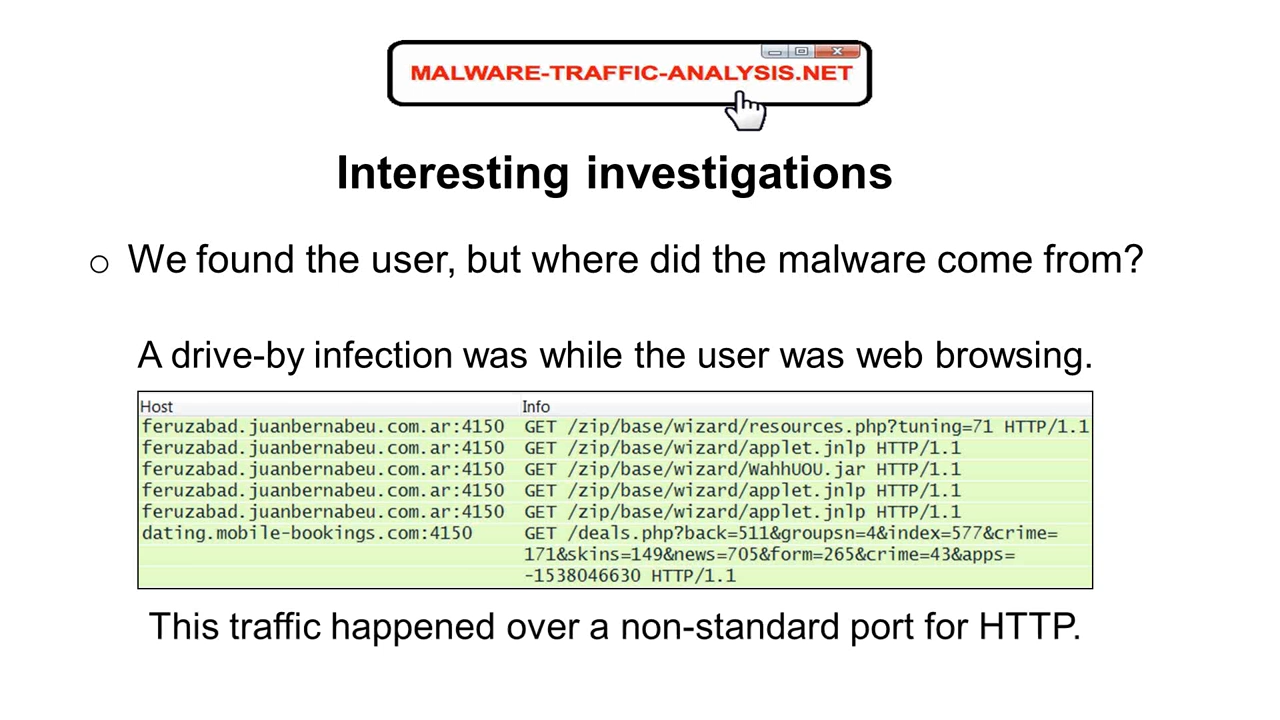 MALWARE-TRAFFIC-ANALYSIS.NET
Interesting investigations
o We found the user, but where did the malware come from?
A drive-by infection was while the user was web browsing.
Host Info
feruzabad.juanbernabeu.com.ar:4150 GET /zip/base/wizard/resources.php?tuning=71 HTTP/1.1
feruzabad.juanbernabeu.com.ar:4150 GET /zip/base/wizard/applet.jnlp HTTP/1.1
feruzabad.juanbernabeu.com.ar:4150 GET /zip/base/wizard/WahhUOU.jar HTTP/1.1
feruzabad.juanbernabeu.com.ar:4150 GET /zip/base/wizard/applet.jnlp HTTP/1.1
feruzabad.juanbernabeu.com.ar:4150 GET /zip/base/wizard/applet.jnlp HTTP/1.1
dating.mobile-bookings.com:4150 GET /deals.php?back=511&groupsn=4&index=577&crime=
171&skins=149&news=705&form=265&crime=43&apps=
-1538046630 HTTP/1.1
This traffic happened over a non-standard port for HTTP.